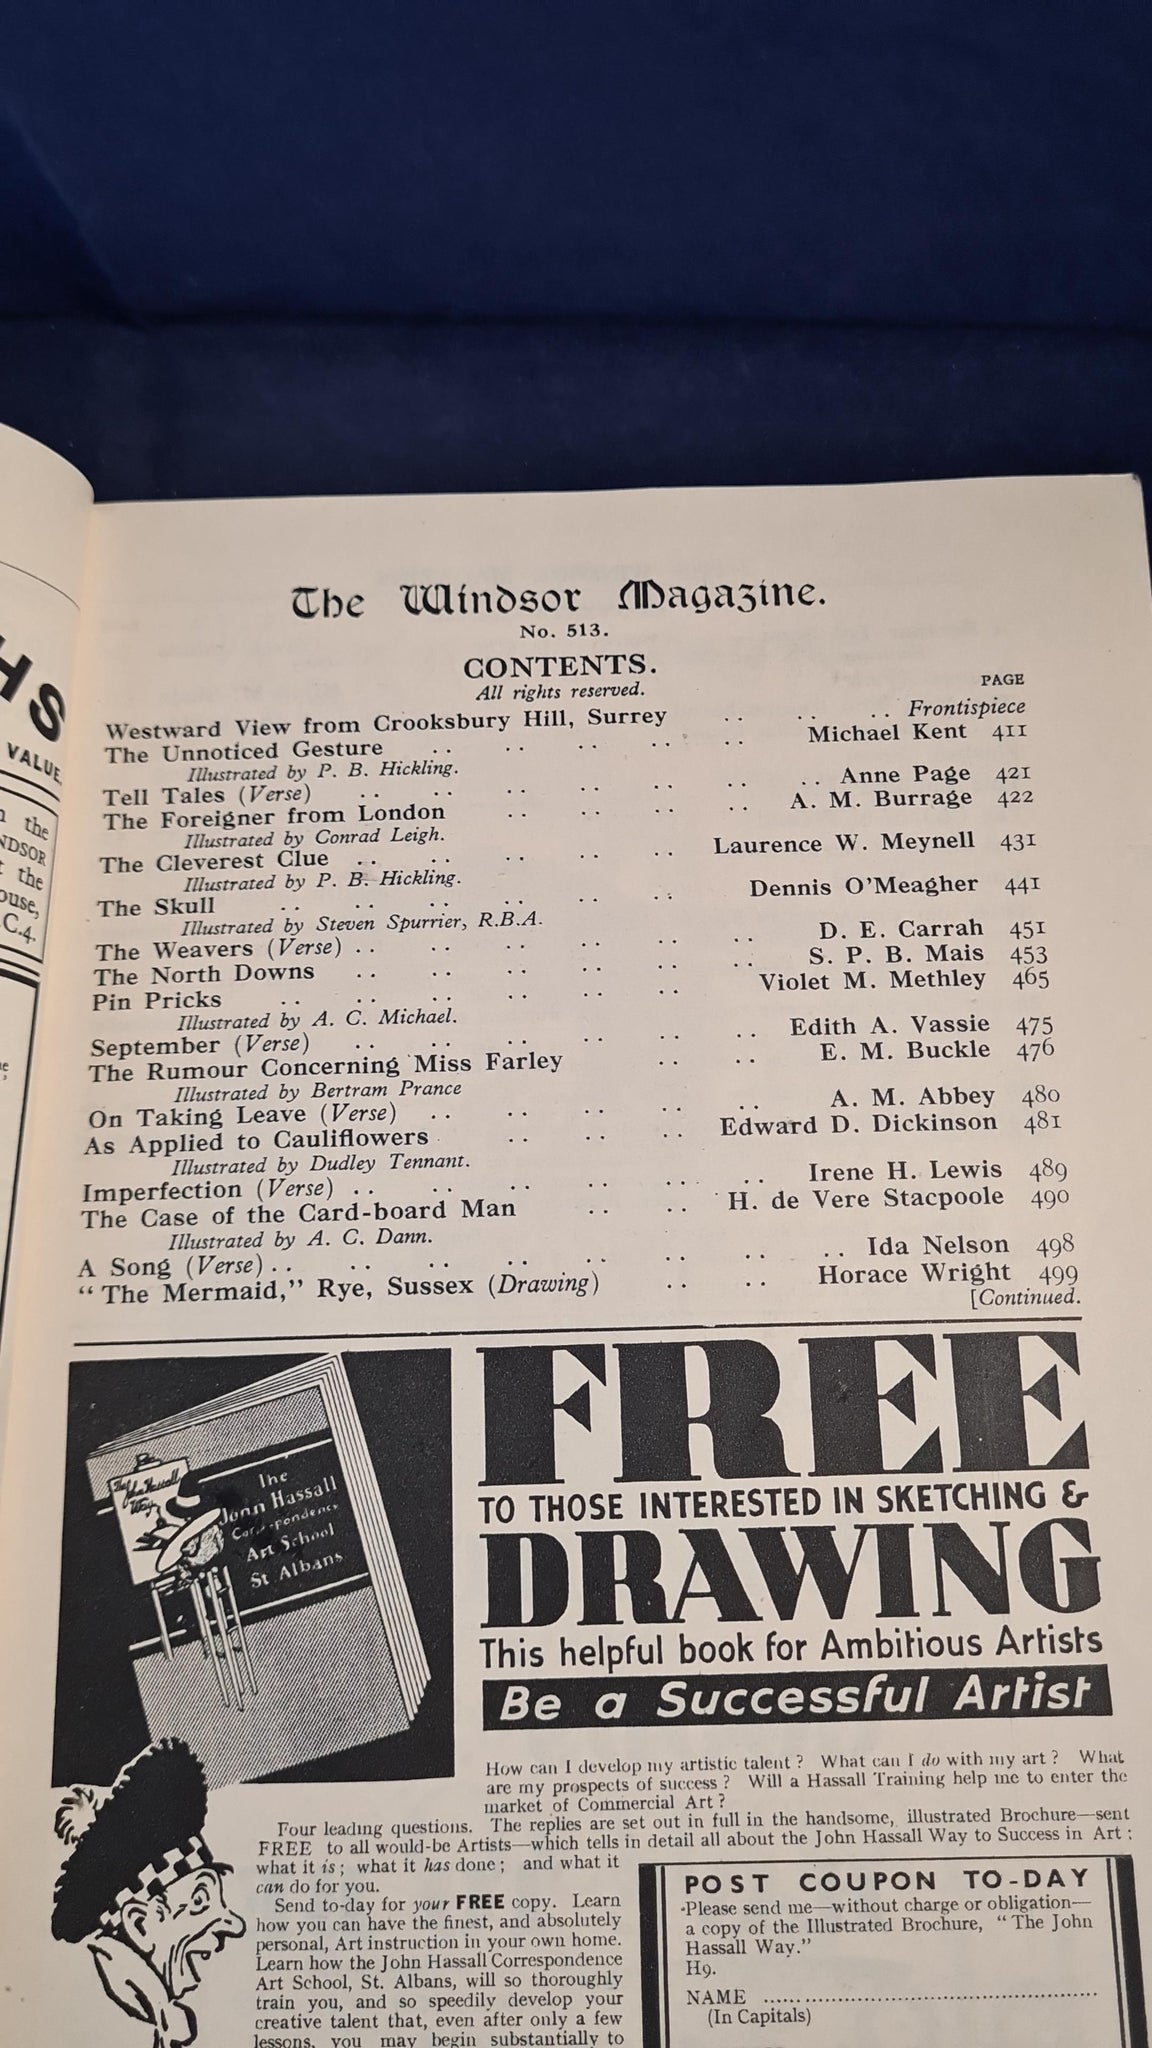 HS
VALUE
the
NDSOR
the
ouse,
C.4.
The Windsor Magazine.
No. 513.
CONTENTS.
All rights reserved.
PAGE
Westward View from Crooksbury Hill, Surrey .. .. .. Frontispiece
The Unnoticed Gesture .. .. .. .. .. Michael Kent 411
Illustrated by P. B. Hickling.
Tell Tales (Verse) .. .. .. .. .. .. .. Anne Page 421
The Foreigner from London .. .. .. .. A. M. Burrage 422
Illustrated by Conrad Leigh.
The Cleverest Clue .. .. .. .. .. Laurence W. Meynell 431
Illustrated by P. B. Hickling.
The Skull .. .. .. .. .. .. Dennis O'Meagher 441
Illustrated by Steven Spurrier, R.B.A.
The Weavers (Verse) .. .. .. .. .. .. D. E. Carrah 451
The North Downs .. .. .. .. .. .. S. P. B. Mais 453
Pin Pricks .. .. .. .. .. .. Violet M. Methley 465
Illustrated by A. C. Michael.
September (Verse) .. .. .. .. .. .. Edith A. Vassie 475
The Rumour Concerning Miss Farley .. .. E. M. Buckle 476
Illustrated by Bertram Prance
On Taking Leave (Verse) .. .. .. .. .. A. M. Abbey 480
As Applied to Cauliflowers .. .. .. Edward D. Dickinson 481
Illustrated by Dudley Tennant.
Imperfection (Verse) .. .. .. .. .. .. Irene H. Lewis 489
The Case of the Card-board Man .. .. H. de Vere Stacpoole 490
Illustrated by A. C. Dann.
A Song (Verse) .. .. .. .. .. .. .. .. Ida Nelson 498
"The Mermaid," Rye, Sussex (Drawing) .. .. Horace Wright 499
[Continued.
The John Hassall
Way
The
John Hassall
Correspondence
Art School
St Albans
FREE
TO THOSE INTERESTED IN SKETCHING &
DRAWING
This helpful book for Ambitious Artists
Be a Successful Artist
How can I develop my artistic talent? What can I do with my art? What
are my prospects of success? Will a Hassall Training help me to enter the
market of Commercial Art?
Four leading questions. The replies are set out in full in the handsome, illustrated Brochure—sent
FREE to all would-be Artists—which tells in detail all about the John Hassall Way to Success in Art:
what it is; what it has done; and what it
can do for you.
Send to-day for your FREE copy. Learn
how you can have the finest, and absolutely
personal, Art instruction in your own home.
Learn how the John Hassall Correspondence
Art School, St. Albans, will so thoroughly
train you, and so speedily develop your
creative talent that, even after only a few
lessons, you may begin substantially to
POST COUPON TO-DAY
Please send me—without charge or obligation—
a copy of the Illustrated Brochure, "The John
Hassall Way."
H9.
NAME ..........................................
(In Capitals)